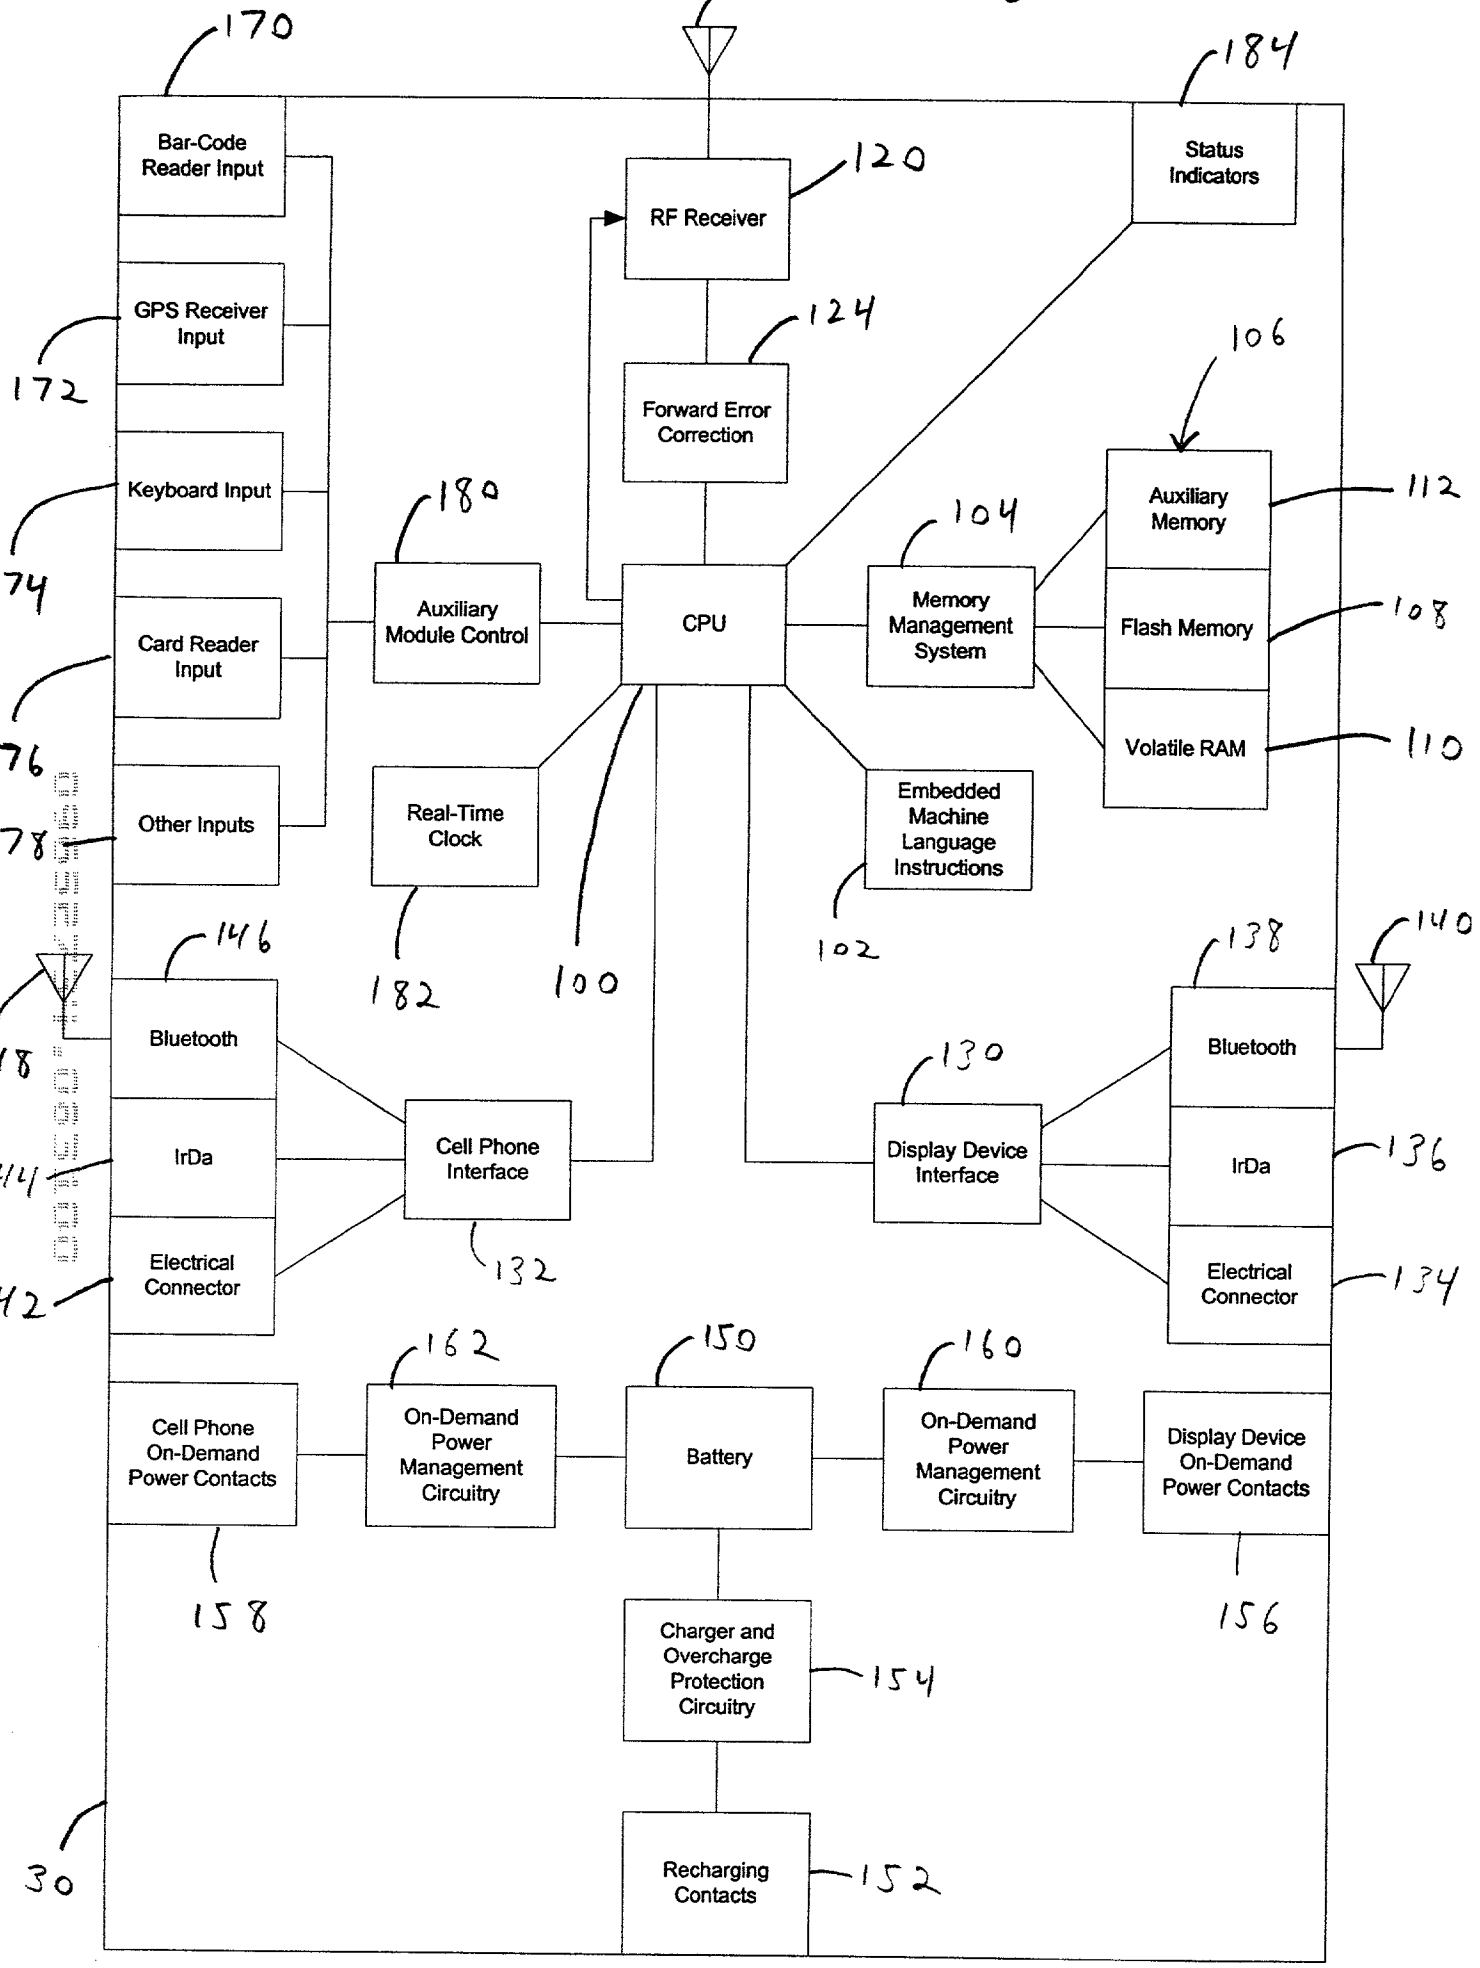 170
184
Bar-Code
Reader Input
Status
Indicators
120
RF Receiver
GPS Receiver
Input
172
124
106
Forward Error
Correction
Keyboard Input
74
180
104
Auxiliary
Memory
112
Auxiliary
Module Control
CPU
Memory
Management
System
Flash Memory
108
Card Reader
Input
76
Volatile RAM
110
Other Inputs
78
Real-Time
Clock
Embedded
Machine
Language
Instructions
182
100
102
146
138
140
Bluetooth
18
Bluetooth
130
IrDa
44
Cell Phone
Interface
Display Device
Interface
IrDa
136
132
Electrical
Connector
42
Electrical
Connector
134
162
150
160
Cell Phone
On-Demand
Power Contacts
On-Demand
Power
Management
Circuitry
Battery
On-Demand
Power
Management
Circuitry
Display Device
On-Demand
Power Contacts
158
156
Charger and
Overcharge
Protection
Circuitry
154
30
Recharging
Contacts
152